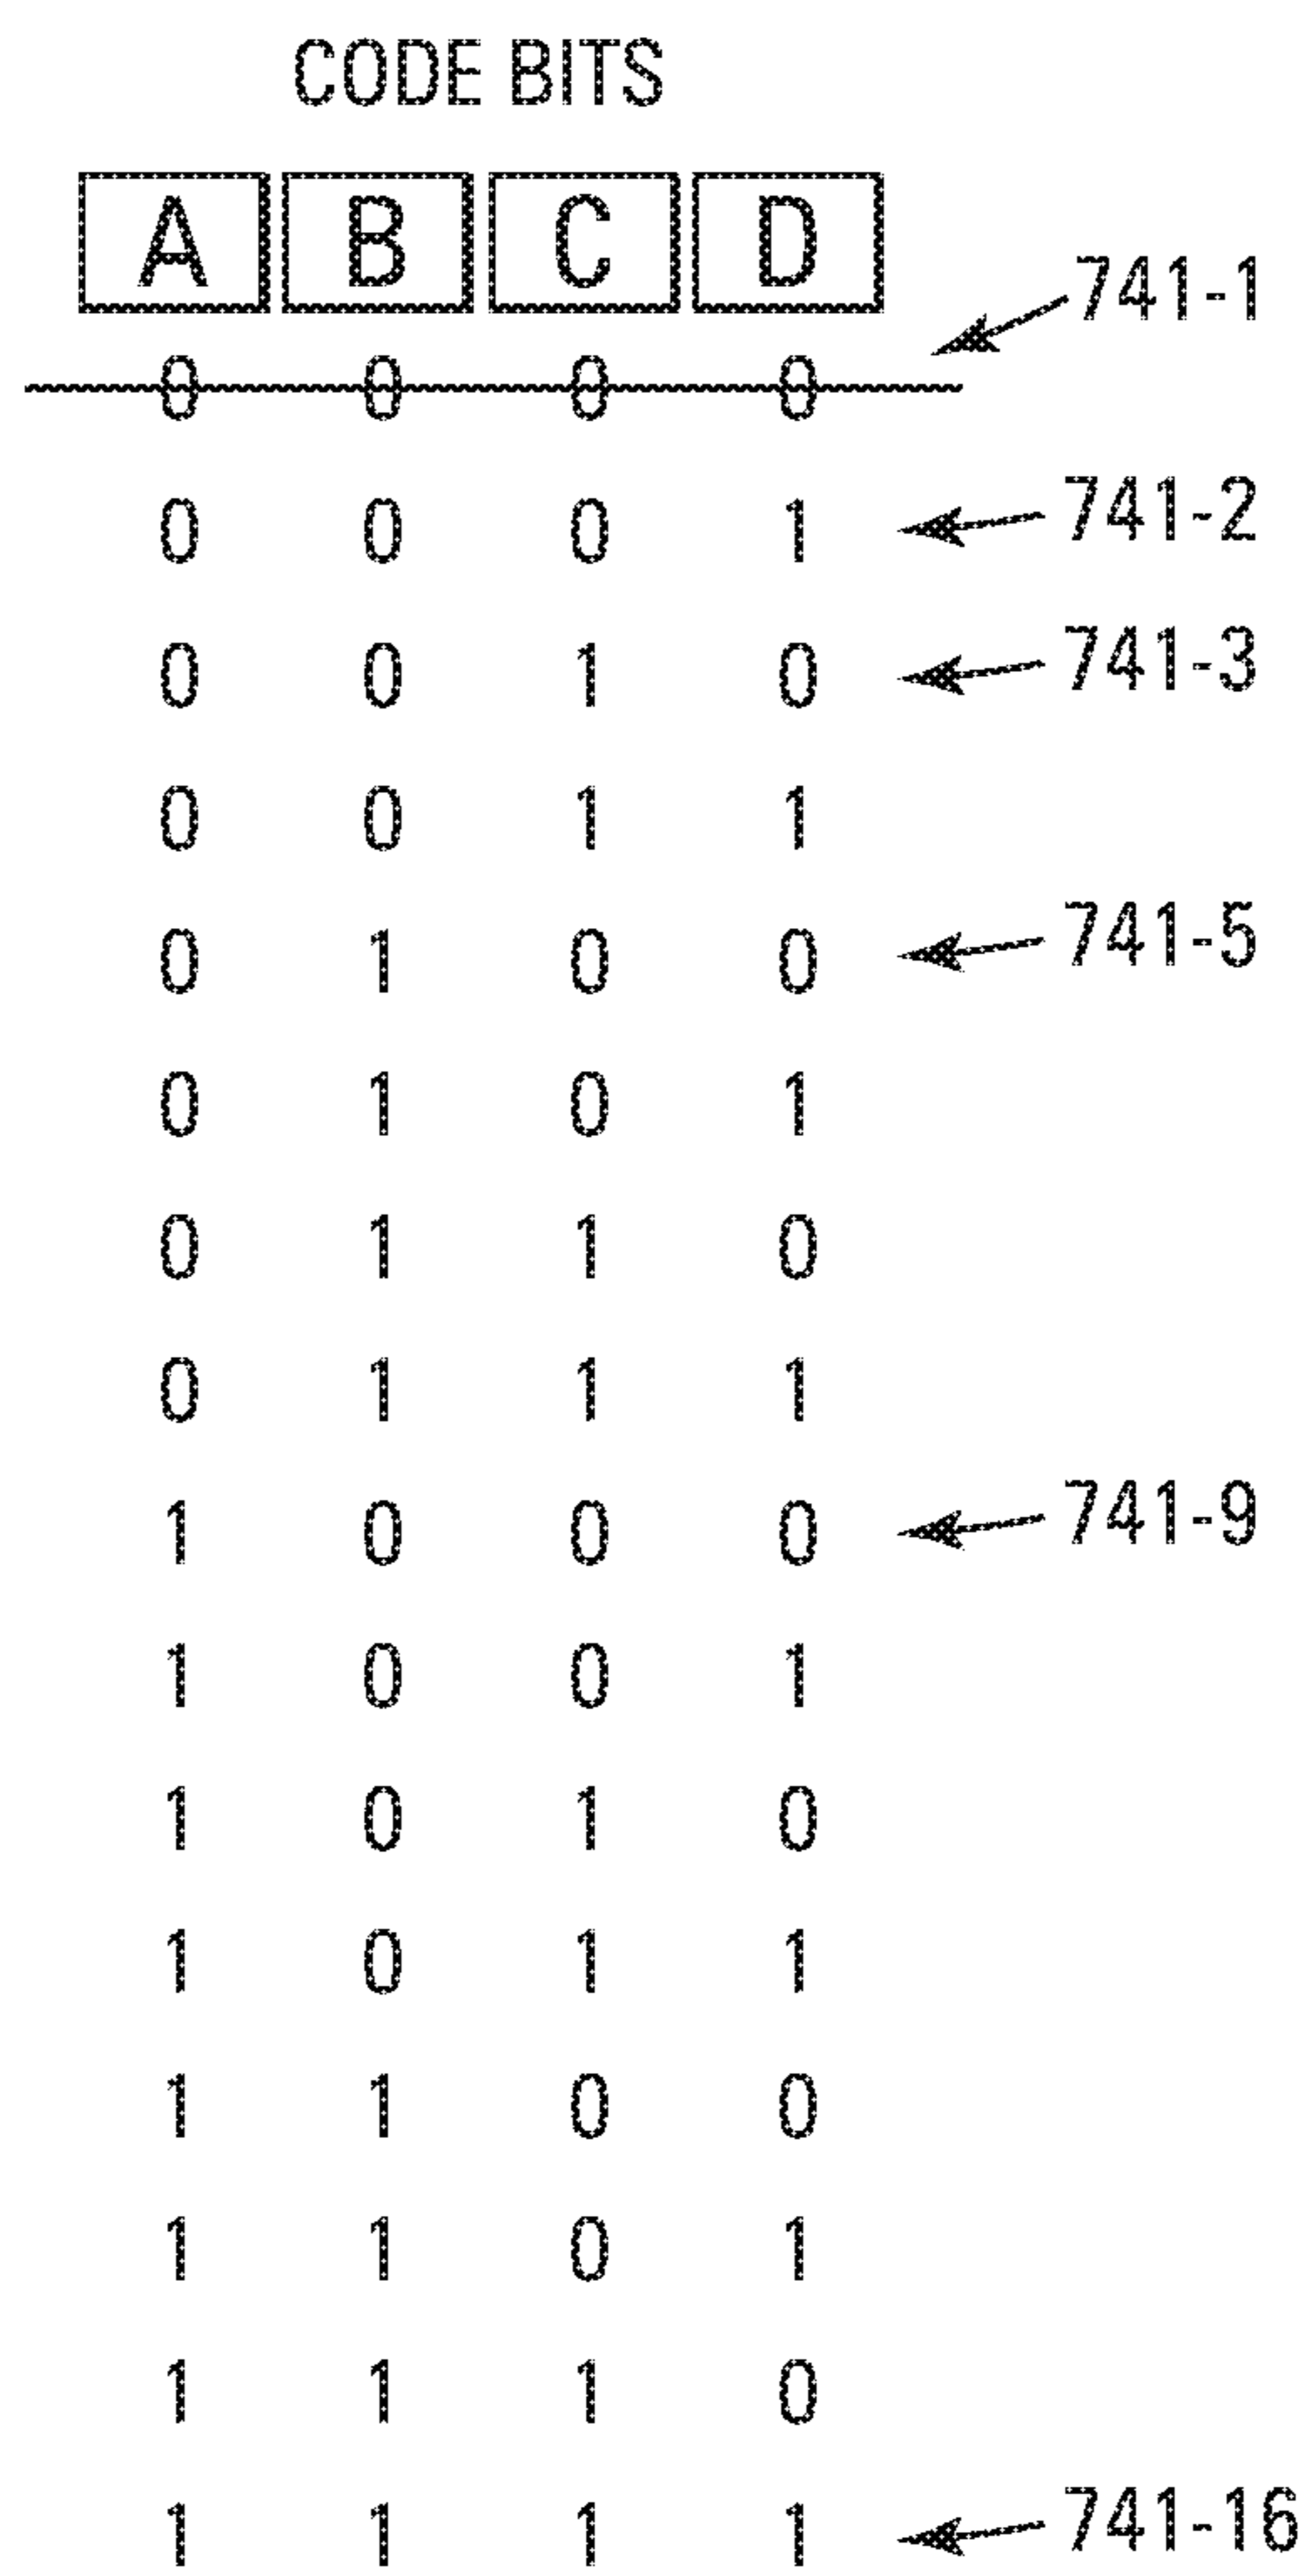 CODE BITS
A B C D
741-1
0 0 0 0
0 0 0 1 741-2
0 0 1 0 741-3
0 0 1 1
0 1 0 0 741-5
0 1 0 1
0 1 1 0
0 1 1 1
1 0 0 0 741-9
1 0 0 1
1 0 1 0
1 0 1 1
1 1 0 0
1 1 0 1
1 1 1 0
1 1 1 1 741-16